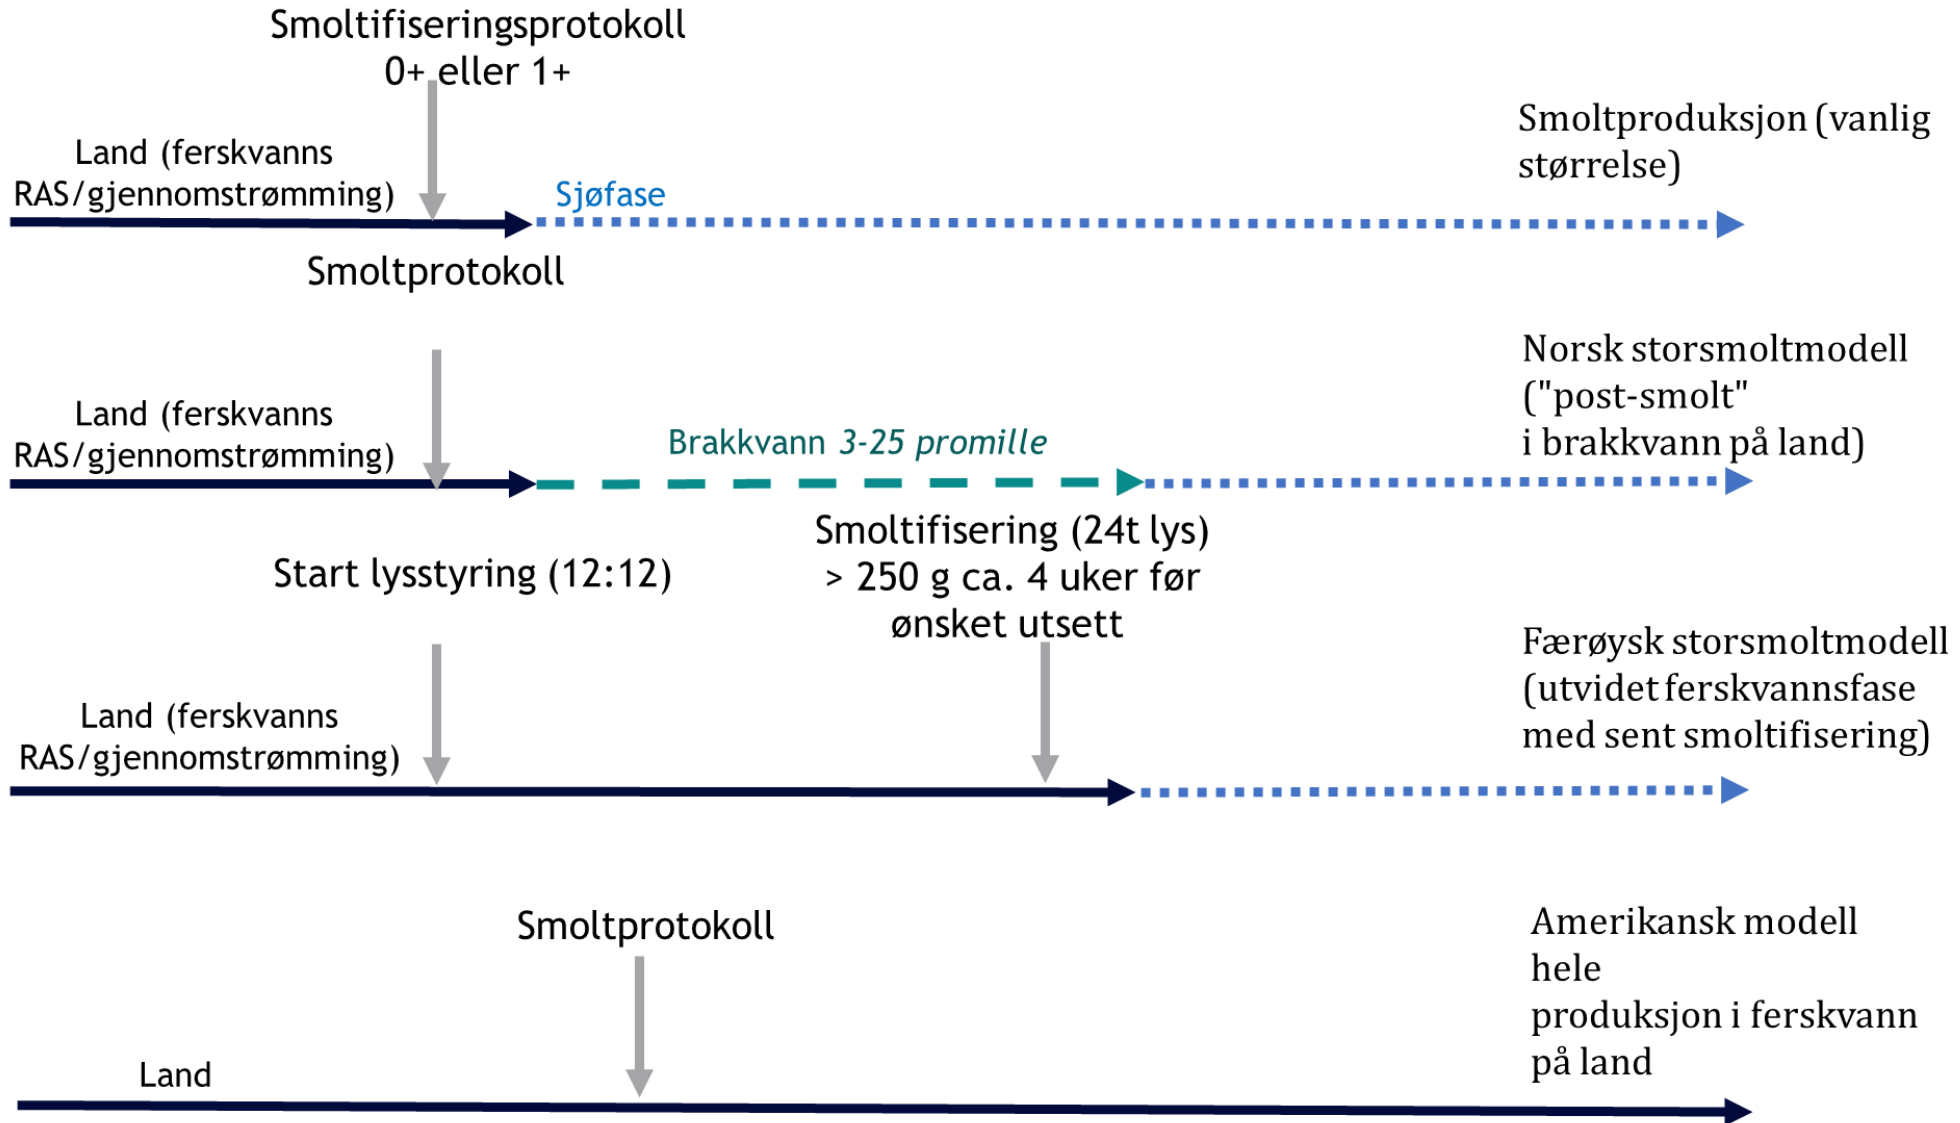 Smoltifiseringsprotokoll
0+ eller 1+
Land (ferskvanns
RAS/gjennomstrømming)
Sjøfase
Smoltproduksjon (vanlig
størrelse)
Smoltprotokoll
Land (ferskvanns
RAS/gjennomstrømming)
Brakkvann 3-25 promille
Norsk storsmoltmodell
("post-smolt"
i brakkvann på land)
Start lysstyring (12:12)
Smoltifisering (24t lys)
> 250 g ca. 4 uker før
ønsket utsett
Land (ferskvanns
RAS/gjennomstrømming)
Færøysk storsmoltmodell
(utvidet ferskvannsfase
med sent smoltifisering)
Smoltprotokoll
Land
Amerikansk modell
hele
produksjon i ferskvann
på land